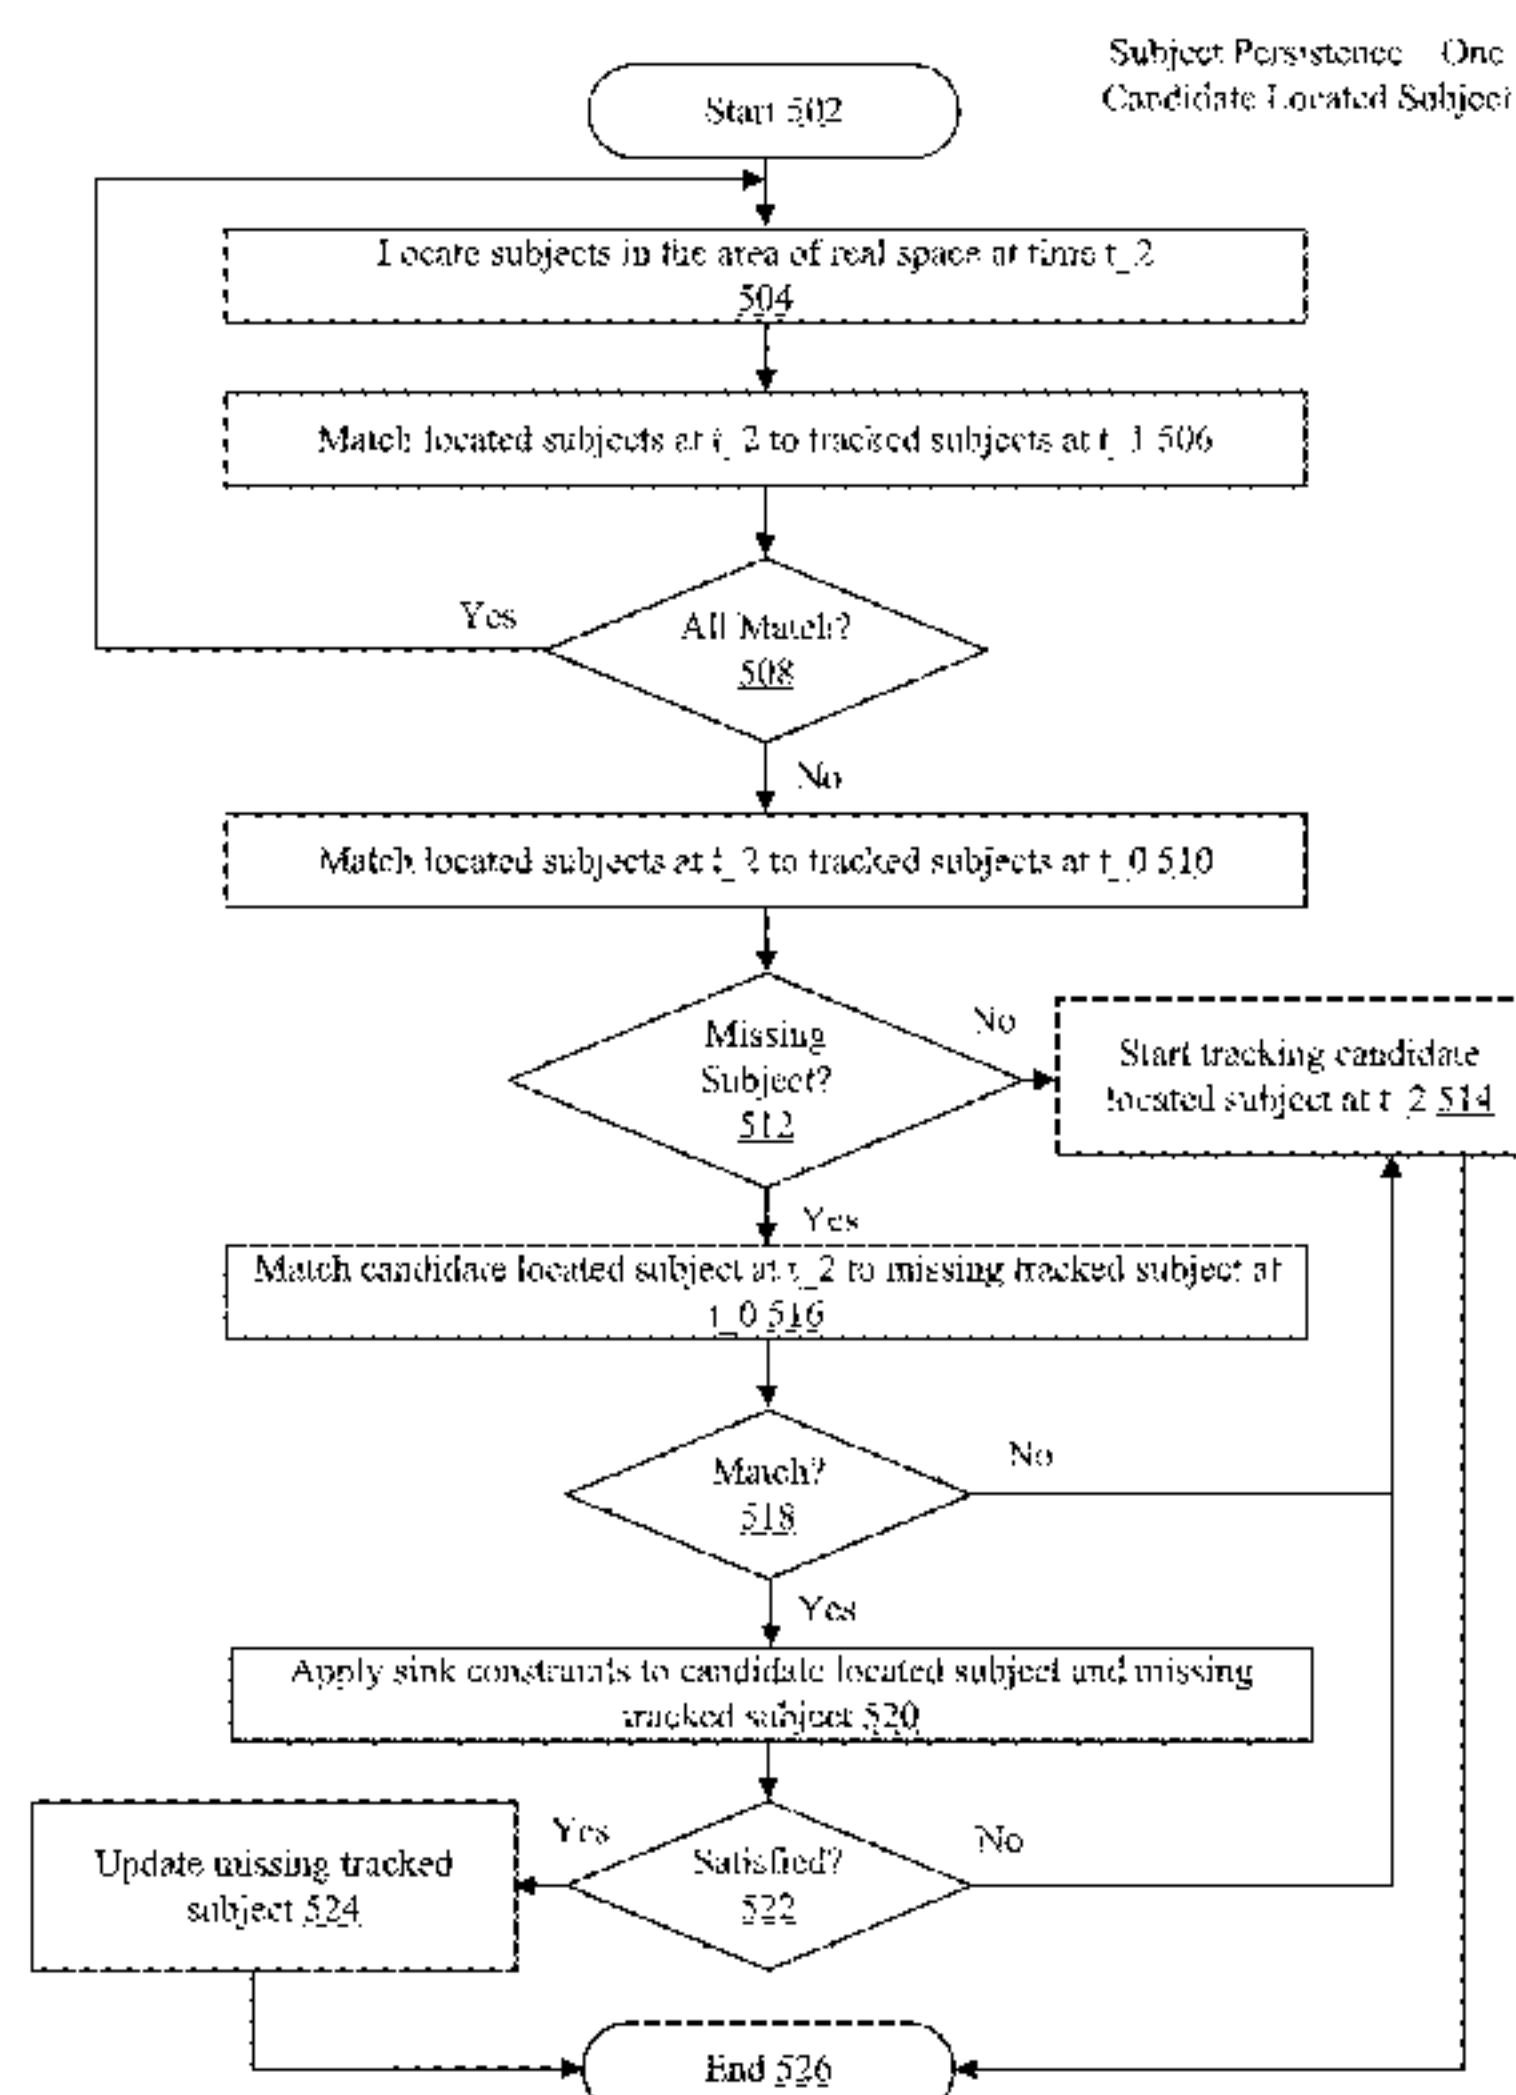 Subject Persistence One
Candidate Located Subject
Start 502
Locate subjects in the area of real space at time t_2
504
Match located subjects at t_2 to tracked subjects at t_1 506
Yes
All Match?
508
No
Match located subjects at t_2 to tracked subjects at t_0 510
Missing
Subject?
512
No
Start tracking candidate
located subject at t_2 514
Yes
Match candidate located subject at t_2 to missing tracked subject at
t_0 516
Match?
518
No
Yes
Apply sink constraints to candidate located subject and missing
tracked subject 520
Update missing tracked
subject 524
Yes
Satisfied?
522
No
End 526